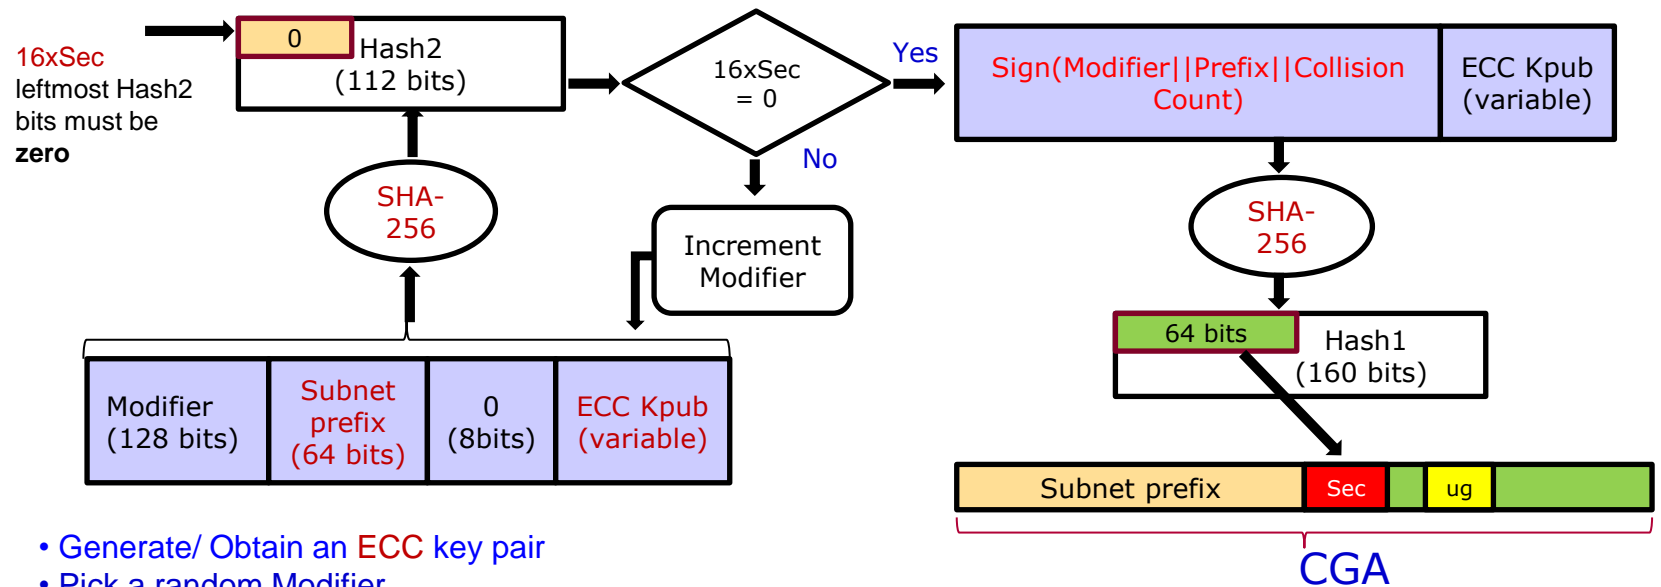 16xSec
leftmost Hash2
bits must be
zero
0
Hash2
(112 bits)
16xSec
= 0
Yes
No
Sign(Modifier||Prefix||Collision
Count)
ECC Kpub
(variable)
SHA-
256
Increment
Modifier
SHA-
256
64 bits
Hash1
(160 bits)
Modifier
(128 bits)
Subnet
prefix
(64 bits)
0
(8bits)
ECC Kpub
(variable)
Subnet prefix
Sec
ug
CGA
• Generate/ Obtain an ECC key pair
• Pick a random Modifier